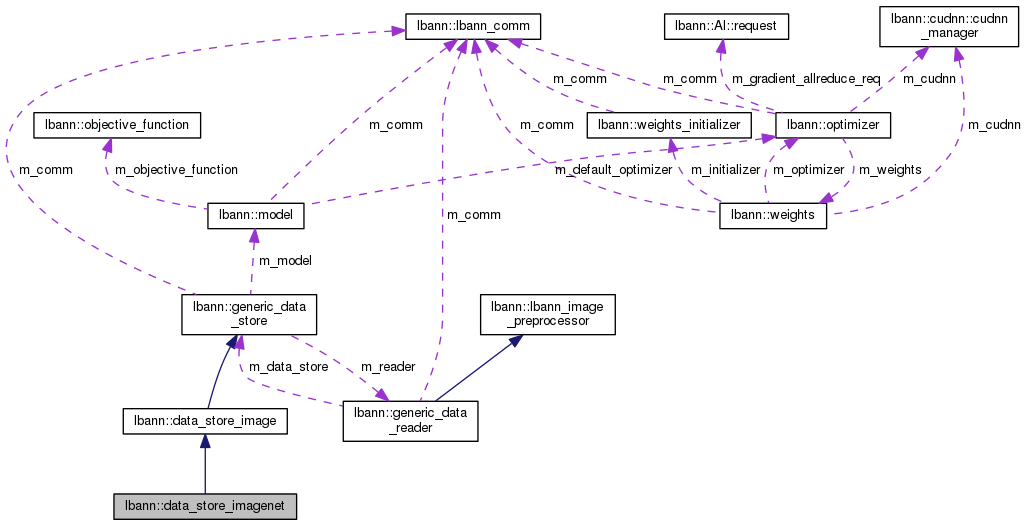 lbann::lbann_comm
lbann::Al::request
lbann::cudnn::cudnn
_manager
m_comm
m_comm
m_gradient_allreduce_req
m_cudnn
lbann::objective_function
m_comm
m_comm
lbann::weights_initializer
lbann::optimizer
m_cudnn
m_comm
m_objective_function
m_default_optimizer
m_initializer
m_optimizer
m_weights
lbann::model
m_comm
lbann::weights
m_model
lbann::generic_data
_store
lbann::lbann_image
_preprocessor
m_data_store
m_reader
lbann::data_store_image
lbann::generic_data
_reader
lbann::data_store_imagenet